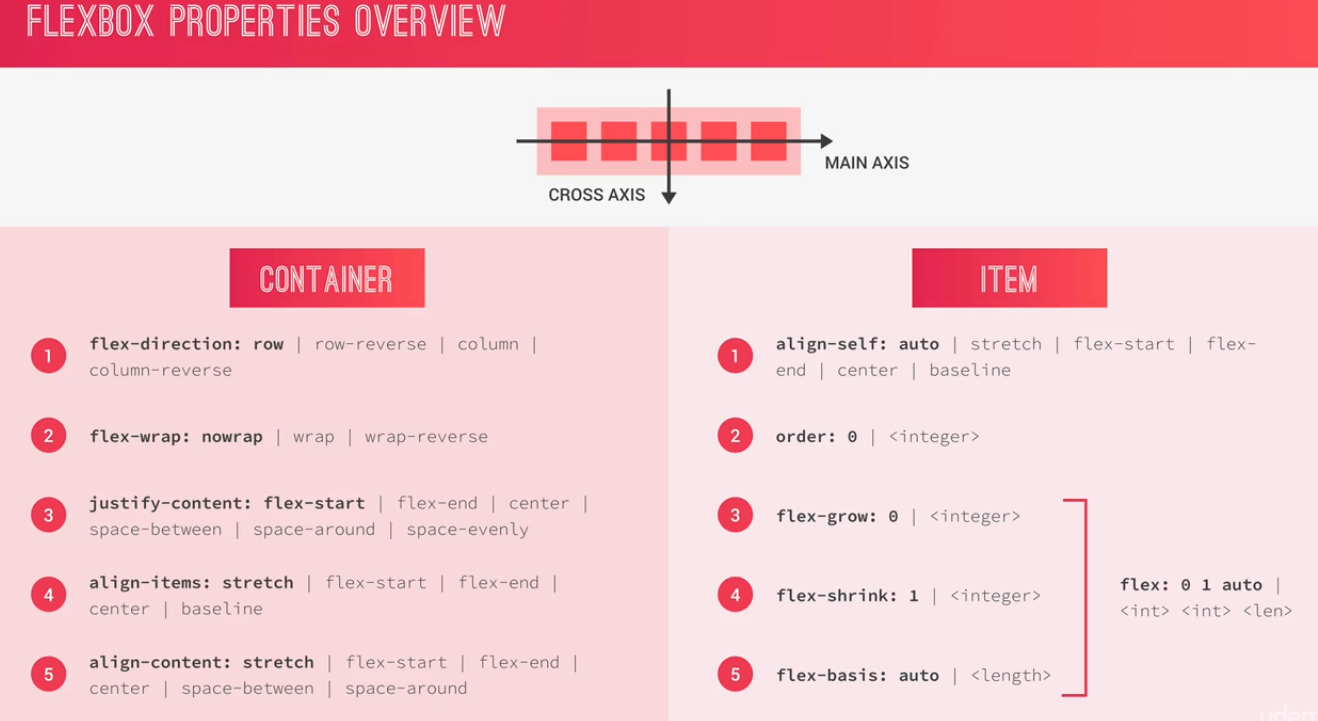 FLEXBOX PROPERTIES OVERVIEW
MAIN AXIS
CROSS AXIS
CONTAINER
1
flex-direction: row | row-reverse | column |
column-reverse
2
flex-wrap: nowrap | wrap | wrap-reverse
3
justify-content: flex-start | flex-end | center |
space-between | space-around | space-evenly
4
align-items: stretch | flex-start | flex-end |
center | baseline
5
align-content: stretch | flex-start | flex-end |
center | space-between | space-around
ITEM
1
align-self: auto | stretch | flex-start | flex-
end | center | baseline
2
order: 0 | <integer>
3
flex-grow: 0 | <integer>
4
flex-shrink: 1 | <integer>
5
flex-basis: auto | <length>
flex: 0 1 auto |
<int> <int> <len>